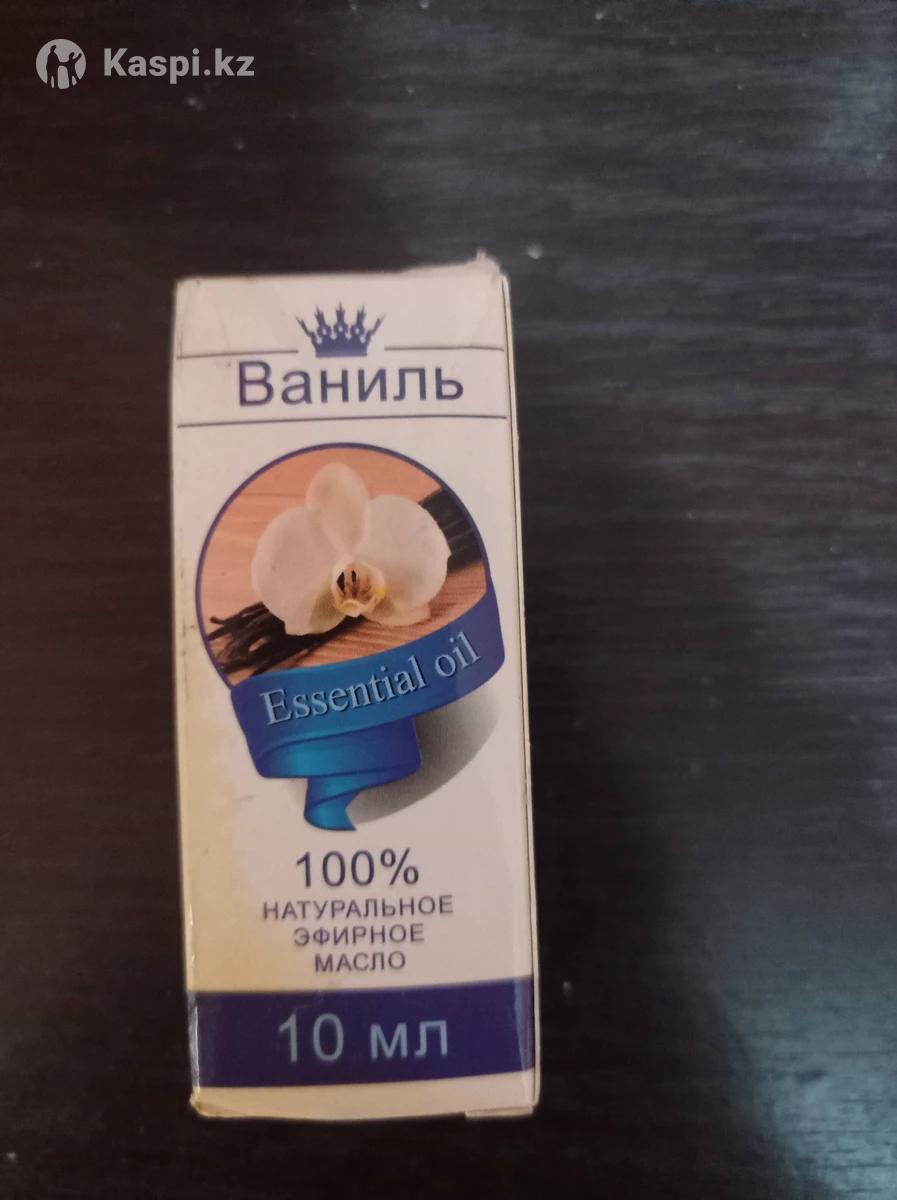 Kaspi.kz
Ваниль
Essential oil
100%
НАТУРАЛЬНОЕ
ЭФИРНОЕ
МАСЛО
10 мл